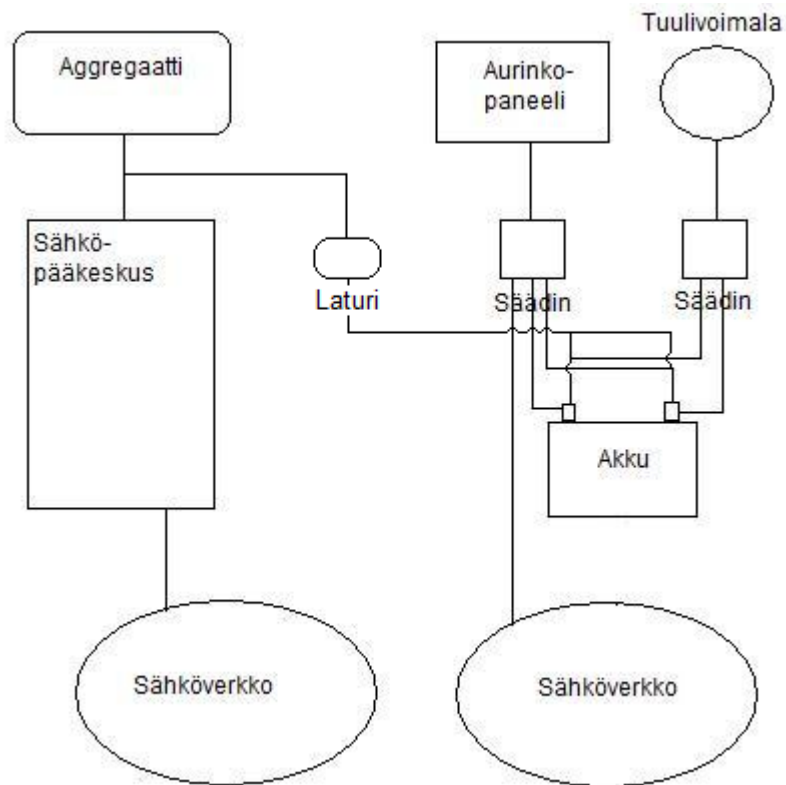 Tuulivoimala
Aggregaatti
Aurinko-
paneeli
Sähkö-
pääkeskus
Laturi
Säädin
Säädin
Akku
Sähköverkko
Sähköverkko